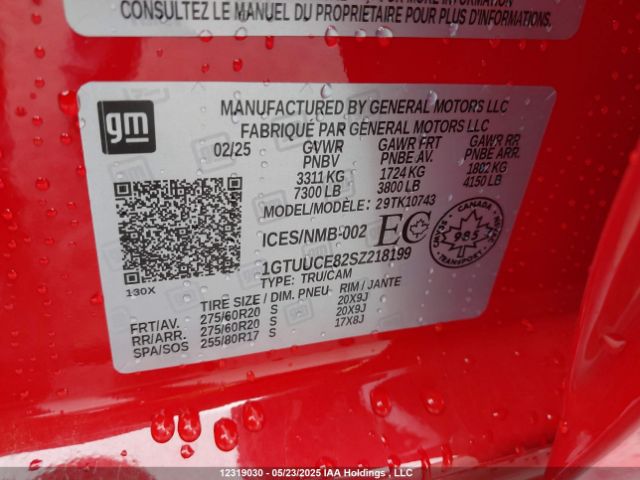 CONSULTEZ LE MANUEL DU PROPRIÉTAIRE POUR PLUS D'INFORMATIONS.
gm
MANUFACTURED BY GENERAL MOTORS LLC
FABRIQUÉ PAR GENERAL MOTORS LLC
02/25 GVWR GAWR FRT GAWR RR
PNBV PNBE AV. PNBE ARR.
3311 KG 1724 KG 1882 KG
7300 LB 3800 LB 4150 LB
MODEL/MODÈLE: 29TK10743
ICES/NMB-002 EC
CANADA
985
1GTUUCE82SZ218199
TYPE: TRU/CAM
130X
TIRE SIZE / DIM. PNEU RIM / JANTE
FRT/AV. 275/60R20 S 20X9J
RR/ARR. 275/60R20 S 20X9J
SPA/SOS 255/80R17 S 17X8J
12319030 - 05/23/2025 IAA Holdings , LLC